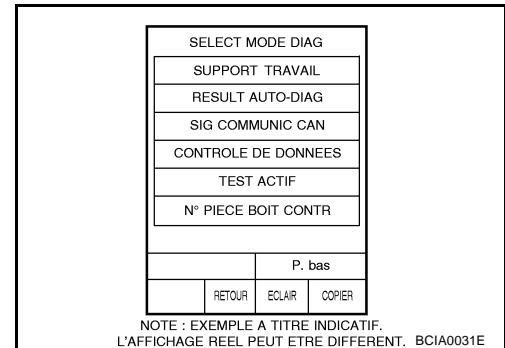 SELECT MODE DIAG
SUPPORT TRAVAIL
RESULT AUTO-DIAG
SIG COMMUNIC CAN
CONTROLE DE DONNEES
TEST ACTIF
N° PIECE BOIT CONTR
P. bas
RETOUR ECLAIR COPIER
NOTE : EXEMPLE A TITRE INDICATIF.
L'AFFICHAGE REEL PEUT ETRE DIFFERENT. BCIA0031E